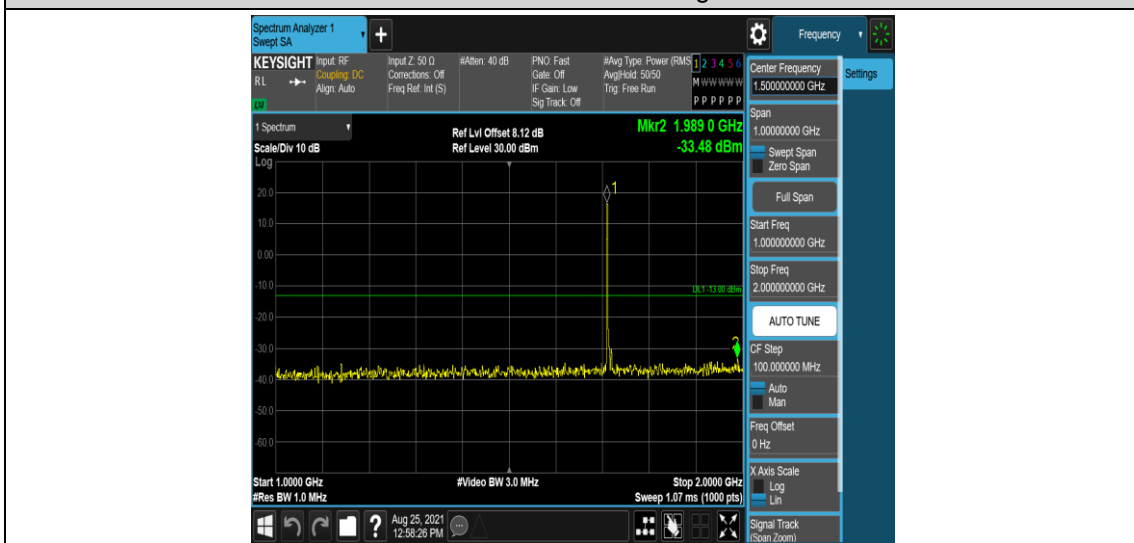 Spectrum Analyzer 1
Swept SA
Frequency
KEYSIGHT
RL
LXI
Input: RF
Coupling: DC
Align: Auto
Input Z: 50 Ω
Corrections: Off
Freq Ref: Int (S)
#Atten: 40 dB
PNO: Fast
Gate: Off
IF Gain: Low
Sig Track: Off
#Avg Type: Power (RMS
Avg|Hold: 50/50
Trig: Free Run
1 2 3 4 5 6
M W W W W W
P P P P P P
1 Spectrum
Scale/Div 10 dB
Log
Ref Lvl Offset 8.12 dB
Ref Level 30.00 dBm
Mkr2 1.989 0 GHz
-33.48 dBm
20.0
10.0
0.00
-10.0
-20.0
-30.0
-40.0
-50.0
-60.0
1
DL1 -13.00 dBm
Start 1.0000 GHz
#Res BW 1.0 MHz
#Video BW 3.0 MHz
Stop 2.0000 GHz
Sweep 1.07 ms (1000 pts)
?
Aug 25, 2021
12:58:26 PM
Center Frequency
1.500000000 GHz
Settings
Span
1.00000000 GHz
Swept Span
Zero Span
Full Span
Start Freq
1.000000000 GHz
Stop Freq
2.000000000 GHz
AUTO TUNE
CF Step
100.000000 MHz
Auto
Man
Freq Offset
0 Hz
X Axis Scale
Log
Lin
Signal Track
(Span Zoom)